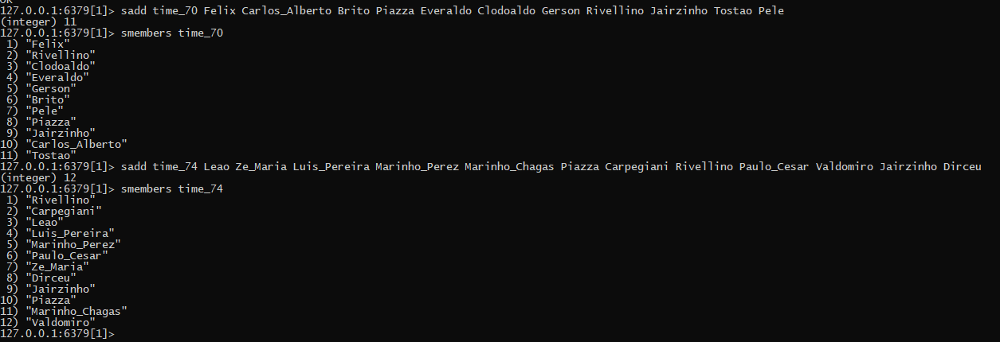 OK
127.0.0.1:6379[1]> sadd time_70 Felix Carlos_Alberto Brito Piazza Everaldo Clodoaldo Gerson Rivellino Jairzinho Tostao Pele
(integer) 11
127.0.0.1:6379[1]> smembers time_70
 1) "Felix"
 2) "Rivellino"
 3) "Clodoaldo"
 4) "Everaldo"
 5) "Gerson"
 6) "Brito"
 7) "Pele"
 8) "Piazza"
 9) "Jairzinho"
10) "Carlos_Alberto"
11) "Tostao"
127.0.0.1:6379[1]> sadd time_74 Leao Ze_Maria Luis_Pereira Marinho_Perez Marinho_Chagas Piazza Carpegiani Rivellino Paulo_Cesar Valdomiro Jairzinho Dirceu
(integer) 12
127.0.0.1:6379[1]> smembers time_74
 1) "Rivellino"
 2) "Carpegiani"
 3) "Leao"
 4) "Luis_Pereira"
 5) "Marinho_Perez"
 6) "Paulo_Cesar"
 7) "Ze_Maria"
 8) "Dirceu"
 9) "Jairzinho"
10) "Piazza"
11) "Marinho_Chagas"
12) "Valdomiro"
127.0.0.1:6379[1]>